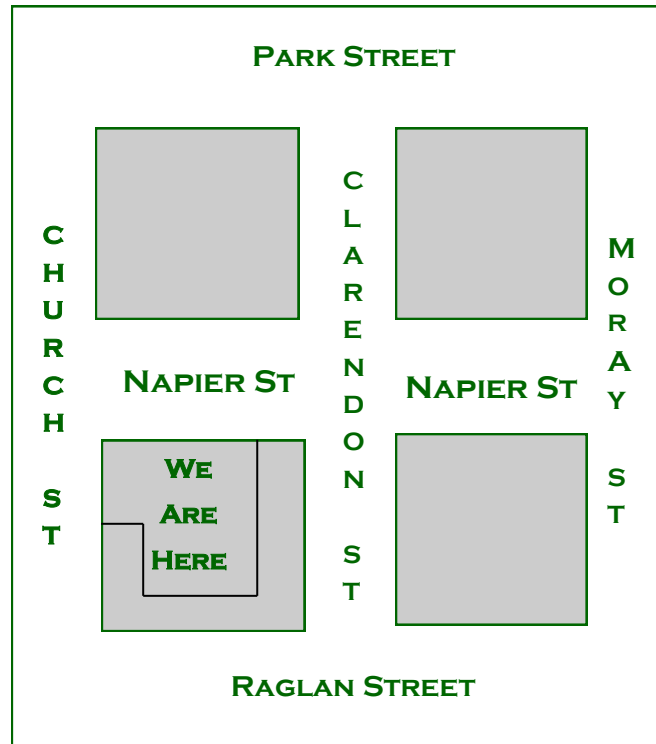 Park Street
Church St
Clarendon St
Moray St
Napier St
Napier St
We
Are
Here
Raglan Street